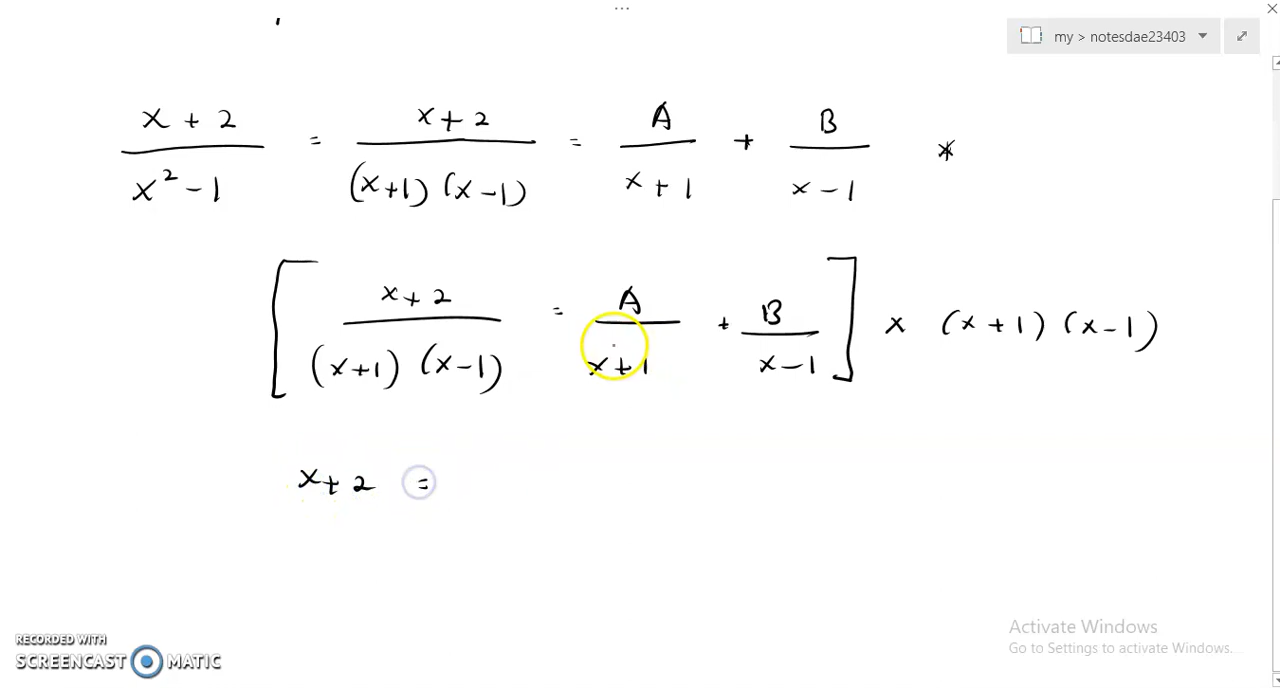 ...
my > notesdae23403
(x + 2)/(x² - 1) = (x + 2)/((x+1) (x-1)) = A/(x + 1) + B/(x - 1) *
[ (x + 2)/((x+1) (x-1)) = A/(x+1) + B/(x-1) ] x (x + 1) (x - 1)
x + 2 =
Activate Windows
Go to Settings to activate Windows.
RECORDED WITH
SCREENCAST MATIC